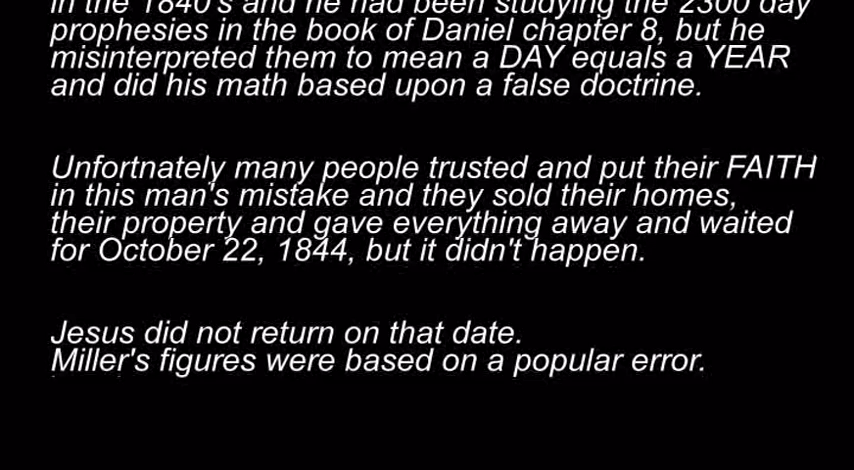 in the 1840's and he had been studying the 2300 day
prophesies in the book of Daniel chapter 8, but he
misinterpreted them to mean a DAY equals a YEAR
and did his math based upon a false doctrine.
Unfortnately many people trusted and put their FAITH
in this man's mistake and they sold their homes,
their property and gave everything away and waited
for October 22, 1844, but it didn't happen.
Jesus did not return on that date.
Miller's figures were based on a popular error.